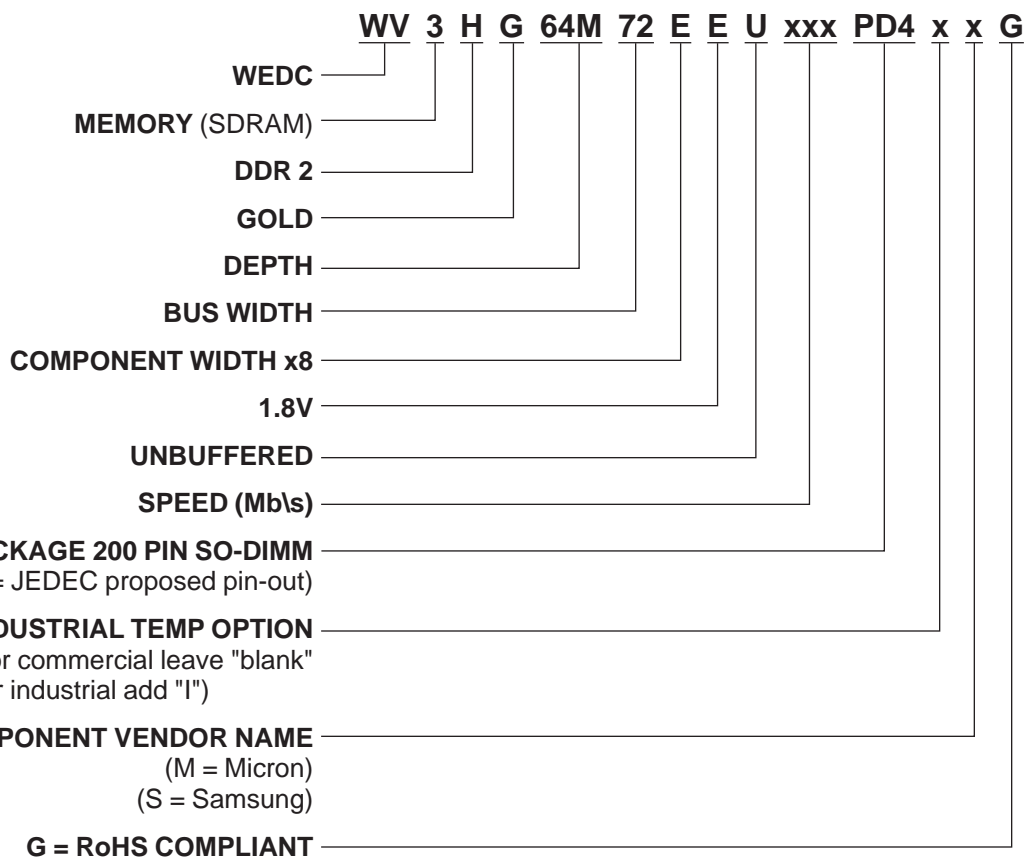 WV 3 H G 64M 72 E E U xxx PD4 x x G
WEDC
MEMORY (SDRAM)
DDR 2
GOLD
DEPTH
BUS WIDTH
COMPONENT WIDTH x8
1.8V
UNBUFFERED
SPEED (Mb\s)
CKAGE 200 PIN SO-DIMM
= JEDEC proposed pin-out)
DUSTRIAL TEMP OPTION
or commercial leave "blank"
r industrial add "I")
PONENT VENDOR NAME
(M = Micron)
(S = Samsung)
G = RoHS COMPLIANT